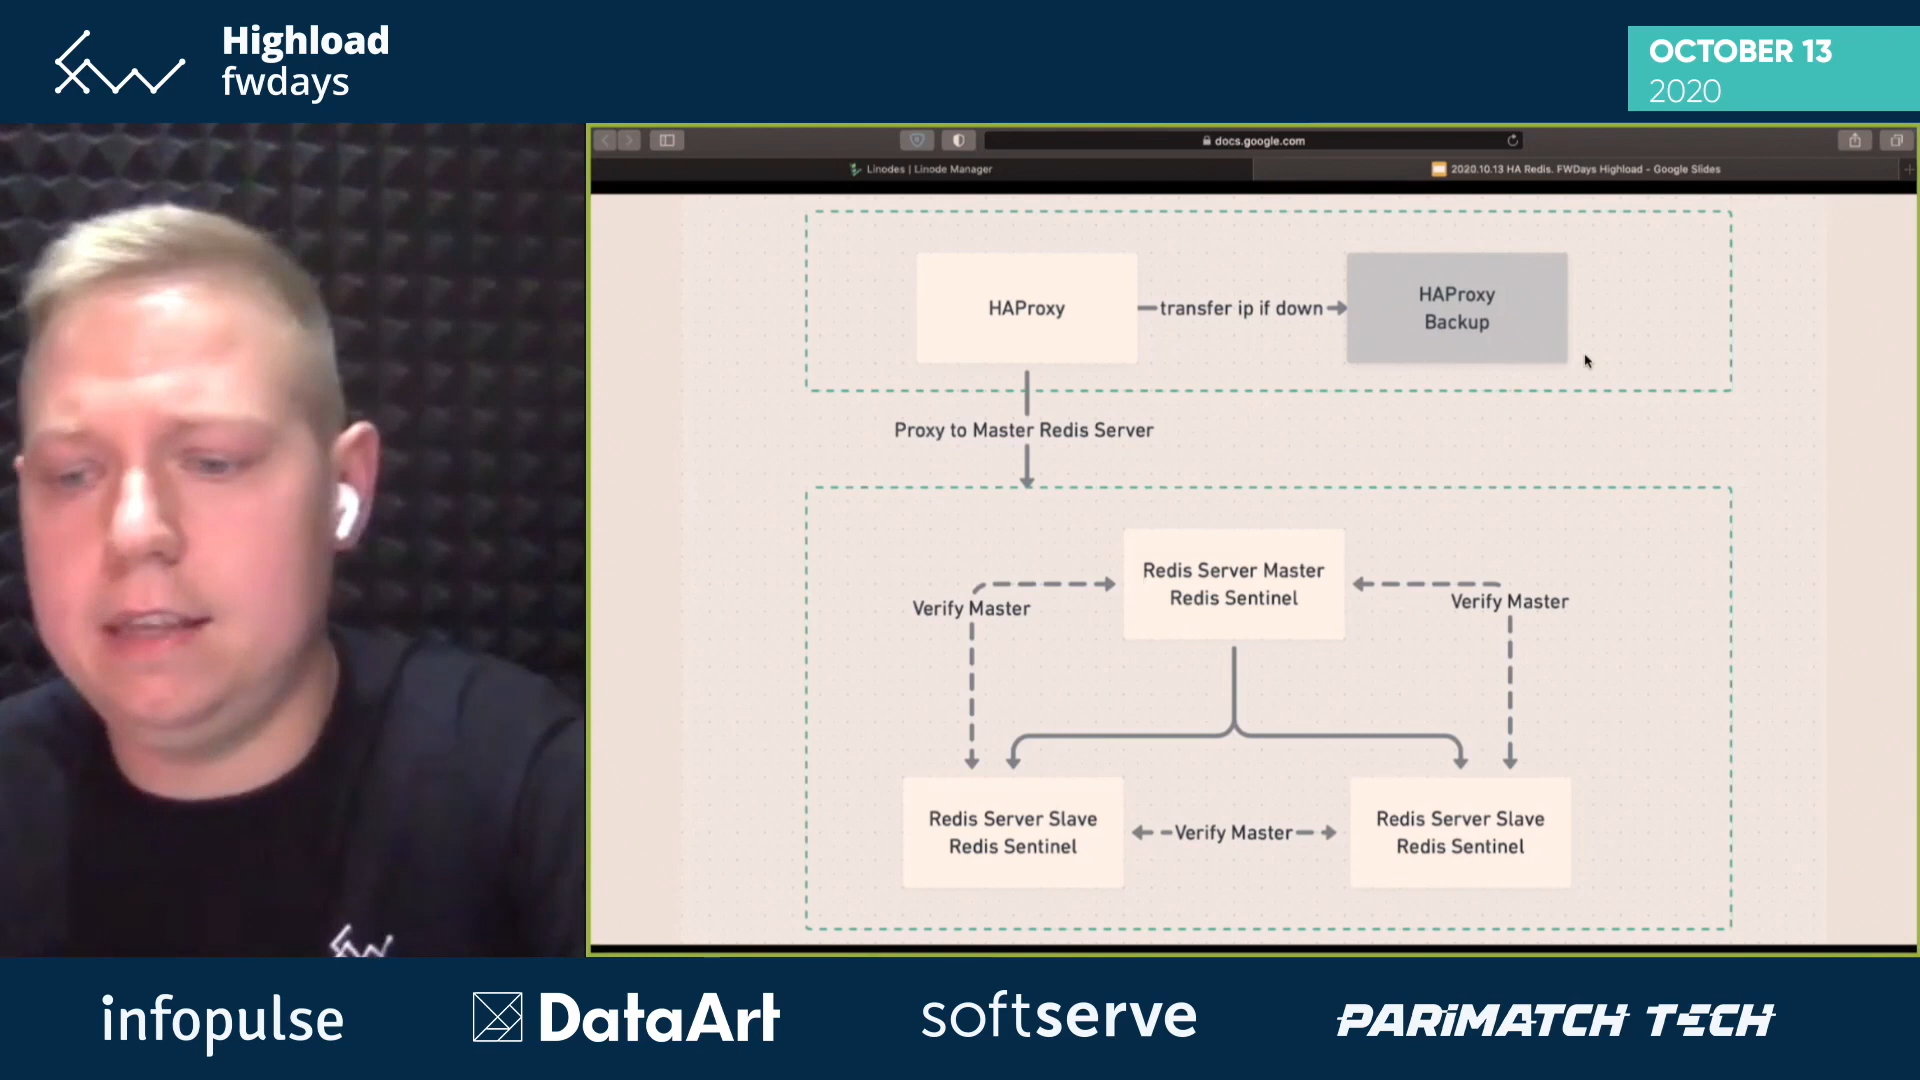 Highload
fwdays
OCTOBER 13
2020
docs.google.com
Linodes | Linode Manager
2020.10.13 HA Redis. FWDays Highload - Google Slides
HAProxy
transfer ip if down
HAProxy
Backup
Proxy to Master Redis Server
Redis Server Master
Redis Sentinel
Verify Master
Verify Master
Redis Server Slave
Redis Sentinel
Verify Master
Redis Server Slave
Redis Sentinel
infopulse
DataArt
softserve
PARIMATCH TECH